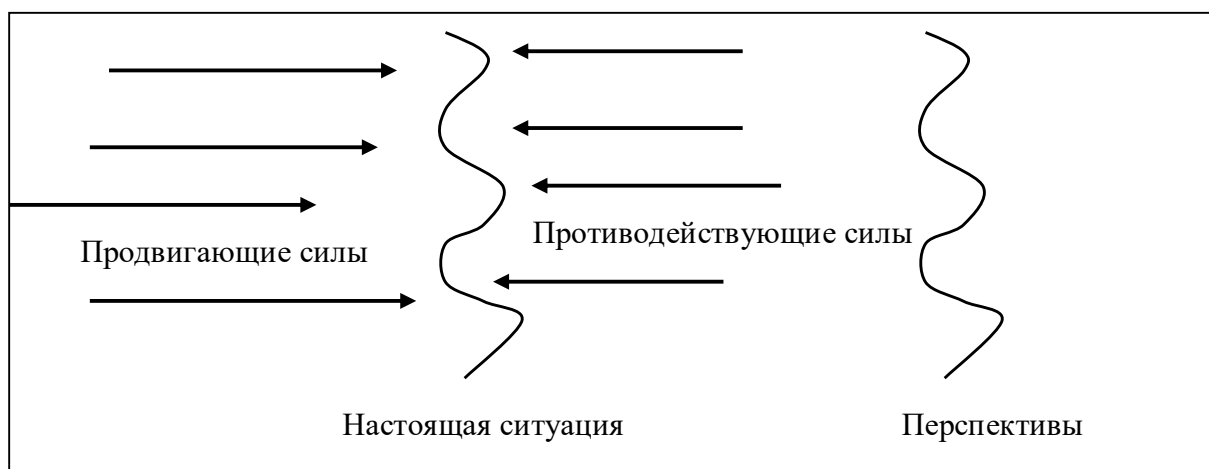 Противодействующие силы
Продвигающие силы
Настоящая ситуация
Перспективы